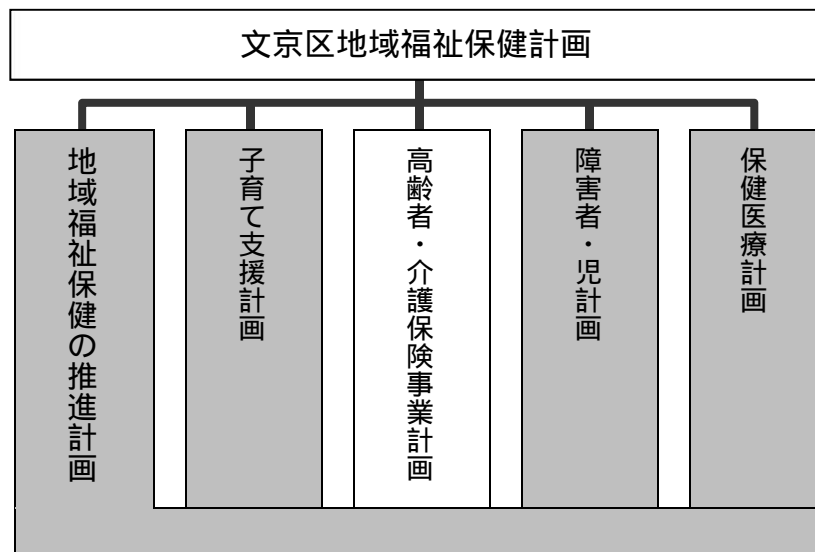 文京区地域福祉保健計画
地域福祉保健の推進計画
子育て支援計画
高齢者・介護保険事業計画
障害者・児計画
保健医療計画